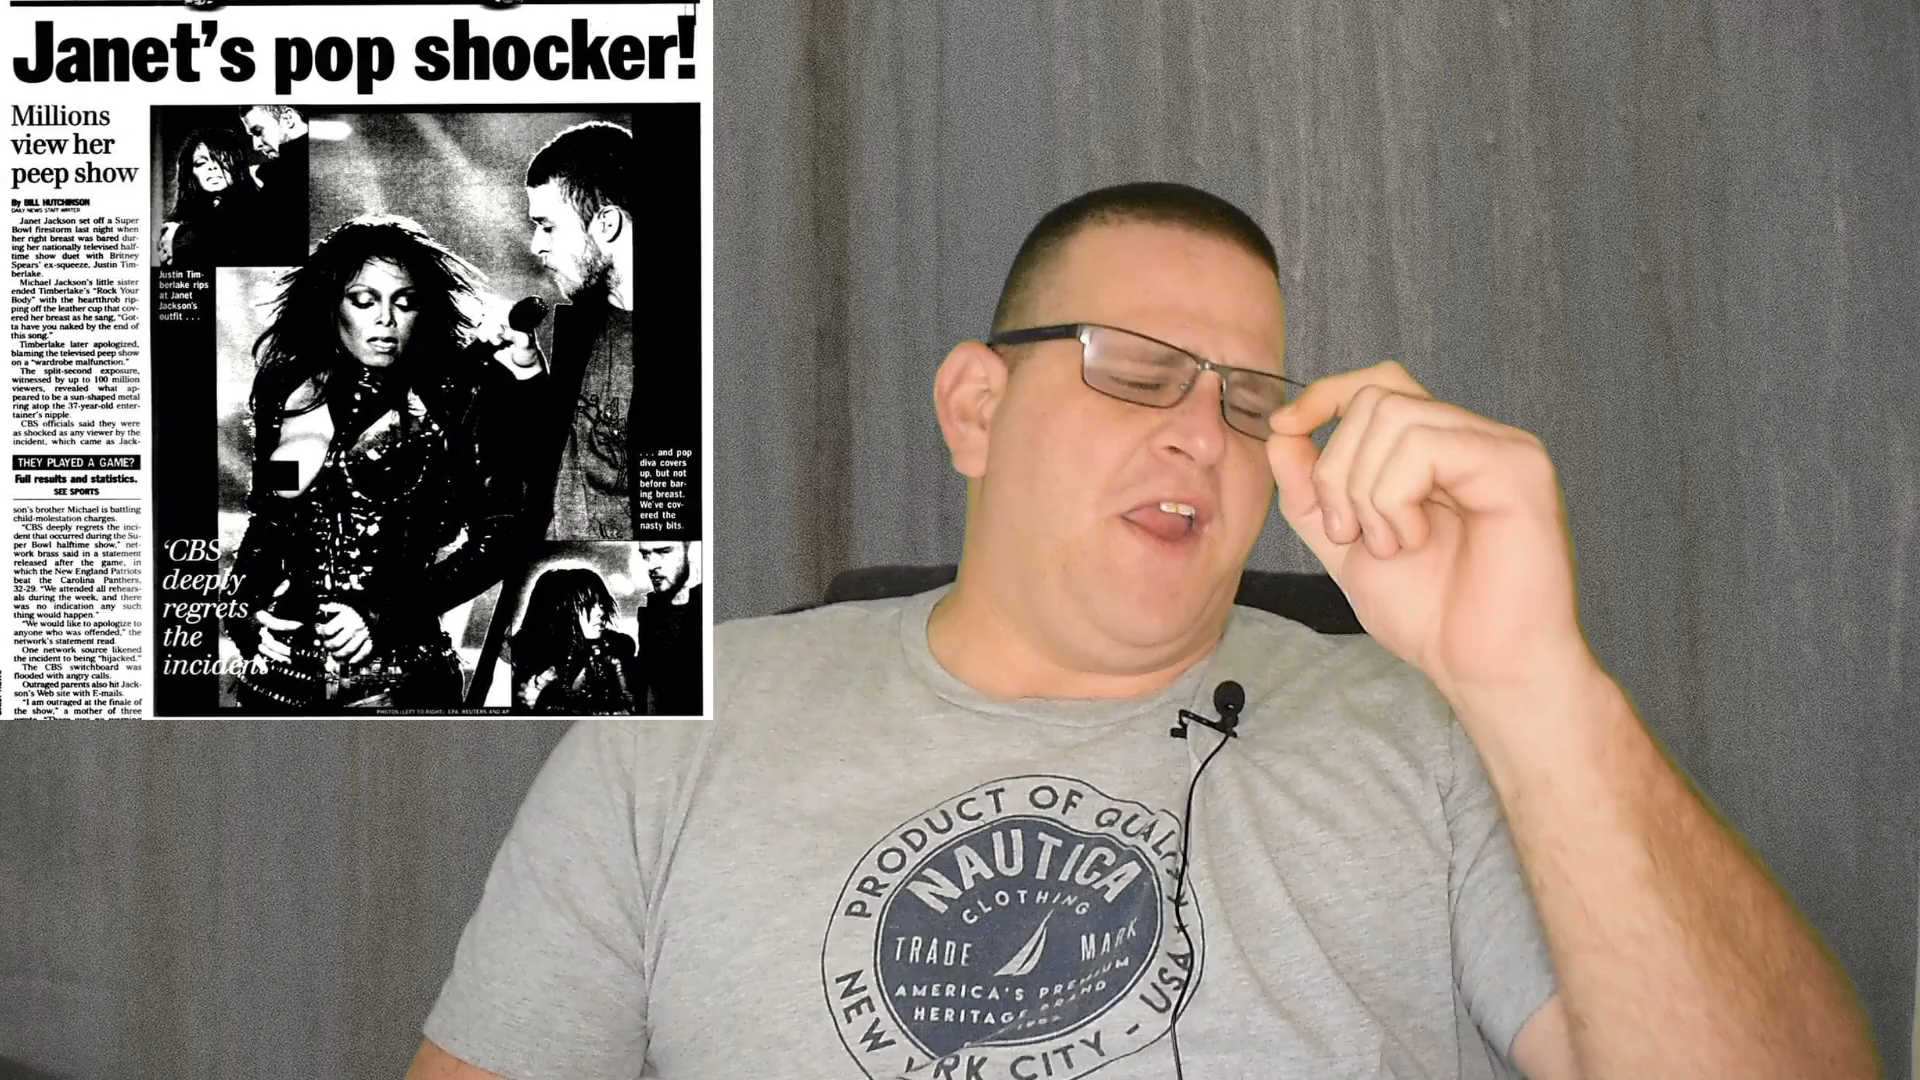 Janet's pop shocker!
Millions
view her
peep show
By BILL HUTCHINSON
DAILY NEWS STAFF WRITER
Janet Jackson set off a Super
Bowl firestorm last night when
her right breast was bared dur-
ing her nationally televised half-
time show duet with Britney
Spears' ex-squeeze, Justin Tim-
berlake.
Michael Jackson's little sister
ended Timberlake's "Rock Your
Body" with the heartthrob rip-
ping off the leather cup that cov-
ered her breast as he sang, "Got-
ta have you naked by the end of
this song."
Timberlake later apologized,
blaming the televised peep show
on a "wardrobe malfunction."
The split-second exposure,
witnessed by up to 100 million
viewers, revealed what ap-
peared to be a sun-shaped metal
ring atop the 37-year-old enter-
tainer's nipple.
CBS officials said they were
as shocked as any viewer by the
incident, which came as Jack-
THEY PLAYED A GAME?
Full results and statistics.
SEE SPORTS
son's brother Michael is battling
child-molestation charges.
"CBS deeply regrets the inci-
dent that occurred during the Su-
per Bowl halftime show," net-
work brass said in a statement
released after the game, in
which the New England Patriots
beat the Carolina Panthers,
32-29. "We attended all rehears-
als during the week, and there
was no indication any such
thing would happen."
"We would like to apologize to
anyone who was offended," the
network's statement read.
One network source likened
the incident to being "hijacked."
The CBS switchboard was
flooded with angry calls.
Outraged parents also hit Jack-
son's Web site with E-mails.
"I am outraged at the finale of
the show," a mother of three
Justin Tim-
berlake rips
at Janet
Jackson's
outfit . . .
. . . and pop
diva covers
up, but not
before bar-
ing breast.
We've cov-
ered the
nasty bits.
'CBS
deeply
regrets
the
incident
PHOTOS (LEFT TO RIGHT): EPA, REUTERS AND AP
PRODUCT OF QUALITY
NAUTICA
CLOTHING
TRADE MARK
AMERICA'S PREMIUM
HERITAGE BRAND
NEW YORK CITY - USA